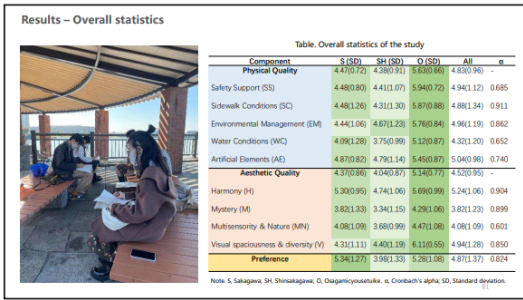 Results – Overall statistics
Table. Overall statistics of the study
Component S (SD) SH (SD) O (SD) All α
Physical Quality 4.47(0.72) 4.38(0.91) 5.63(0.66) 4.83(0.96) -
Safety Support (SS) 4.48(0.80) 4.41(1.07) 5.94(0.72) 4.94(1.12) 0.685
Sidewalk Conditions (SC) 4.48(1.26) 4.31(1.30) 5.87(0.88) 4.88(1.34) 0.911
Environmental Management (EM) 4.44(1.06) 4.67(1.23) 5.76(0.84) 4.96(1.19) 0.862
Water Conditions (WC) 4.09(1.28) 3.75(0.99) 5.12(0.87) 4.32(1.20) 0.652
Artificial Elements (AE) 4.87(0.82) 4.79(1.14) 5.45(0.87) 5.04(0.98) 0.740
Aesthetic Quality 4.37(0.86) 4.04(0.87) 5.14(0.77) 4.52(0.95) -
Harmony (H) 5.30(0.95) 4.74(1.06) 5.69(0.99) 5.24(1.06) 0.904
Mystery (M) 3.82(1.33) 3.34(1.15) 4.29(1.06) 3.82(1.23) 0.899
Multisensority & Nature (MN) 4.08(1.09) 3.68(0.99) 4.47(1.08) 4.08(1.09) 0.601
Visual spaciousness & diversity (V) 4.31(1.11) 4.40(1.19) 6.11(0.55) 4.94(1.28) 0.850
Preference 5.34(1.27) 3.98(1.33) 5.28(1.08) 4.87(1.37) 0.824
Note. S, Sakagawa; SH, Shinsakagawa; O, Osagamicyousetuike. α, Cronbach's alpha; SD, Standard deviation.